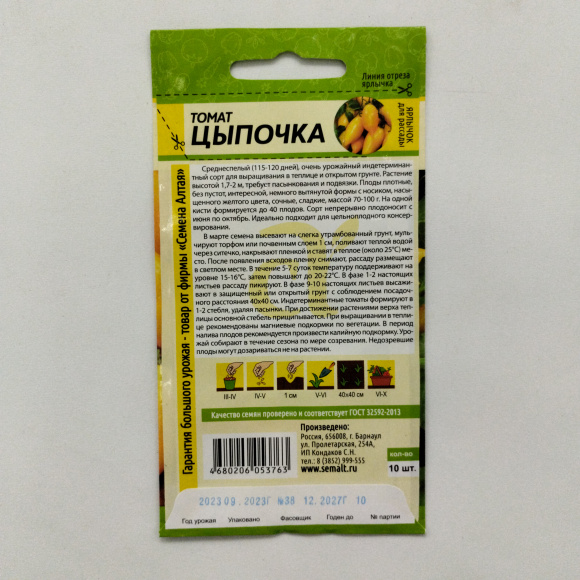 Линия отреза
ярлычка
ТОМАТ
ЦЫПОЧКА
ЯРЛЫЧОК
для рассады
Гарантия большого урожая - товар от фирмы «Семена Алтая»
Среднеспелый (115-120 дней), очень урожайный индетерминант-
ный сорт для выращивания в теплице и открытом грунте. Растение
высотой 1,7-2 м, требует пасынкования и подвязки. Плоды плотные,
без пустот, интересной, немного вытянутой формы с носиком, насы-
щенного желтого цвета, сочные, сладкие, массой 70-100 г. На одной
кисти формируется до 40 плодов. Сорт непрерывно плодоносит с
июня по октябрь. Идеально подходит для цельноплодного консер-
вирования.
В марте семена высевают на слегка утрамбованный грунт, муль-
чируют торфом или почвенным слоем 1 см, поливают теплой водой
через ситечко, накрывают пленкой и ставят в теплое (около 25°С) ме-
сто. После появления всходов пленку снимают, рассаду размещают
в светлом месте. В течение 5-7 суток температуру поддерживают на
уровне 15-16°С, затем повышают до 20-22°С. В фазе 1-2 настоящих
листьев рассаду пикируют. В фазе 9-10 настоящих листьев высажи-
вают в защищенный или открытый грунт с соблюдением посадоч-
ного расстояния 40х40 см. Индетерминантные томаты формируют в
1-2 стебля, удаляя пасынки. При достижении растениями верха теп-
лицы основной стебель прищипывается. При выращивании в тепли-
це рекомендованы магниевые подкормки по вегетации. В период
налива плодов рекомендуется произвести калийную подкормку. Уро-
жай собирают в течение сезона по мере созревания. Недозревшие
плоды могут дозариваться не на растении.
III-IV IV-V 1 см V-VI 40х40 см VI-X
Качество семян проверено и соответствует ГОСТ 32592-2013
Произведено:
Россия, 656008, г. Барнаул
ул. Пролетарская, 254А,
ИП Кондаков С.Н.
тел.: 8 (3852) 999-555
www.semalt.ru
кол-во
10 шт.
4680206053763
2023 09.2023Г №38 12.2027Г 10
Год урожая Упаковано Фасовщик Годен до № партии